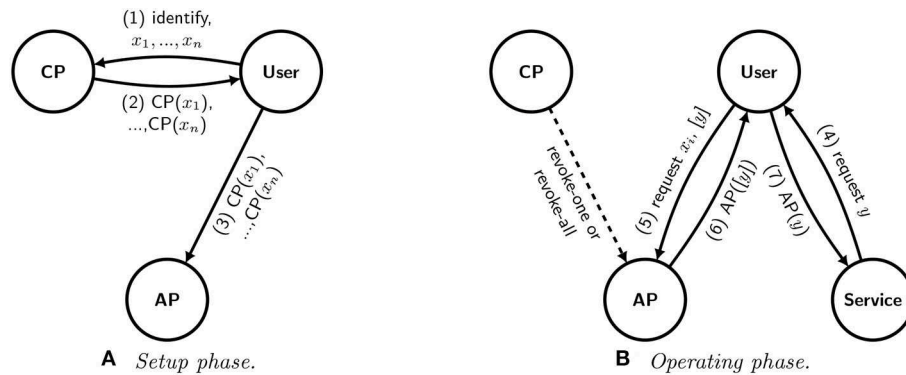 (1) identify,
x₁, ..., xₙ
CP
User
(2) CP(x₁),
...,CP(xₙ)
(3) CP(x₁),
...,CP(xₙ)
AP
A Setup phase.
CP
User
revoke-one or
revoke-all
(5) request xᵢ, [y]
(6) AP([y])
(7) AP(y)
(4) request y
AP
Service
B Operating phase.